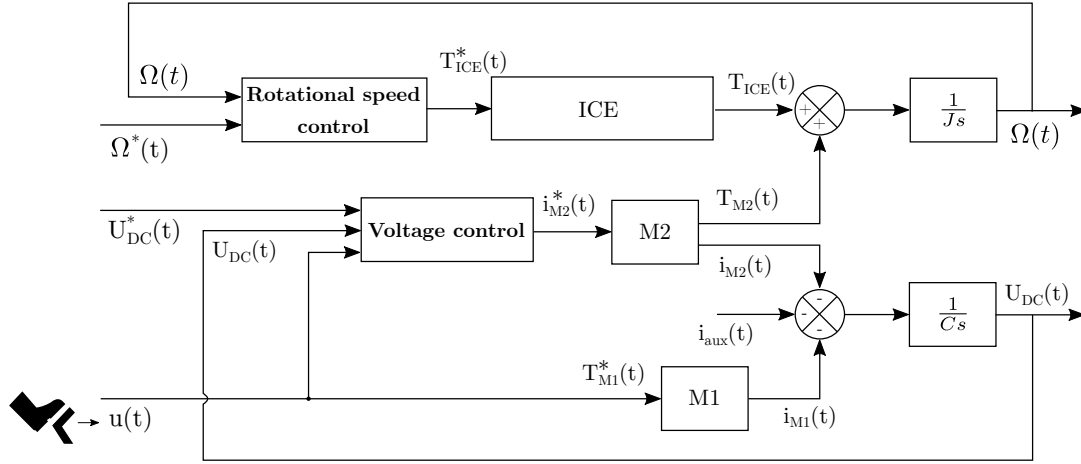 Ω(t)
Ω*(t)
Rotational speed
control
T*ICE(t)
ICE
TICE(t)
+
+
1
Js
Ω(t)
U*DC(t)
UDC(t)
Voltage control
i*M2(t)
M2
TM2(t)
iM2(t)
-
-
-
iaux(t)
1
Cs
UDC(t)
u(t)
T*M1(t)
M1
iM1(t)